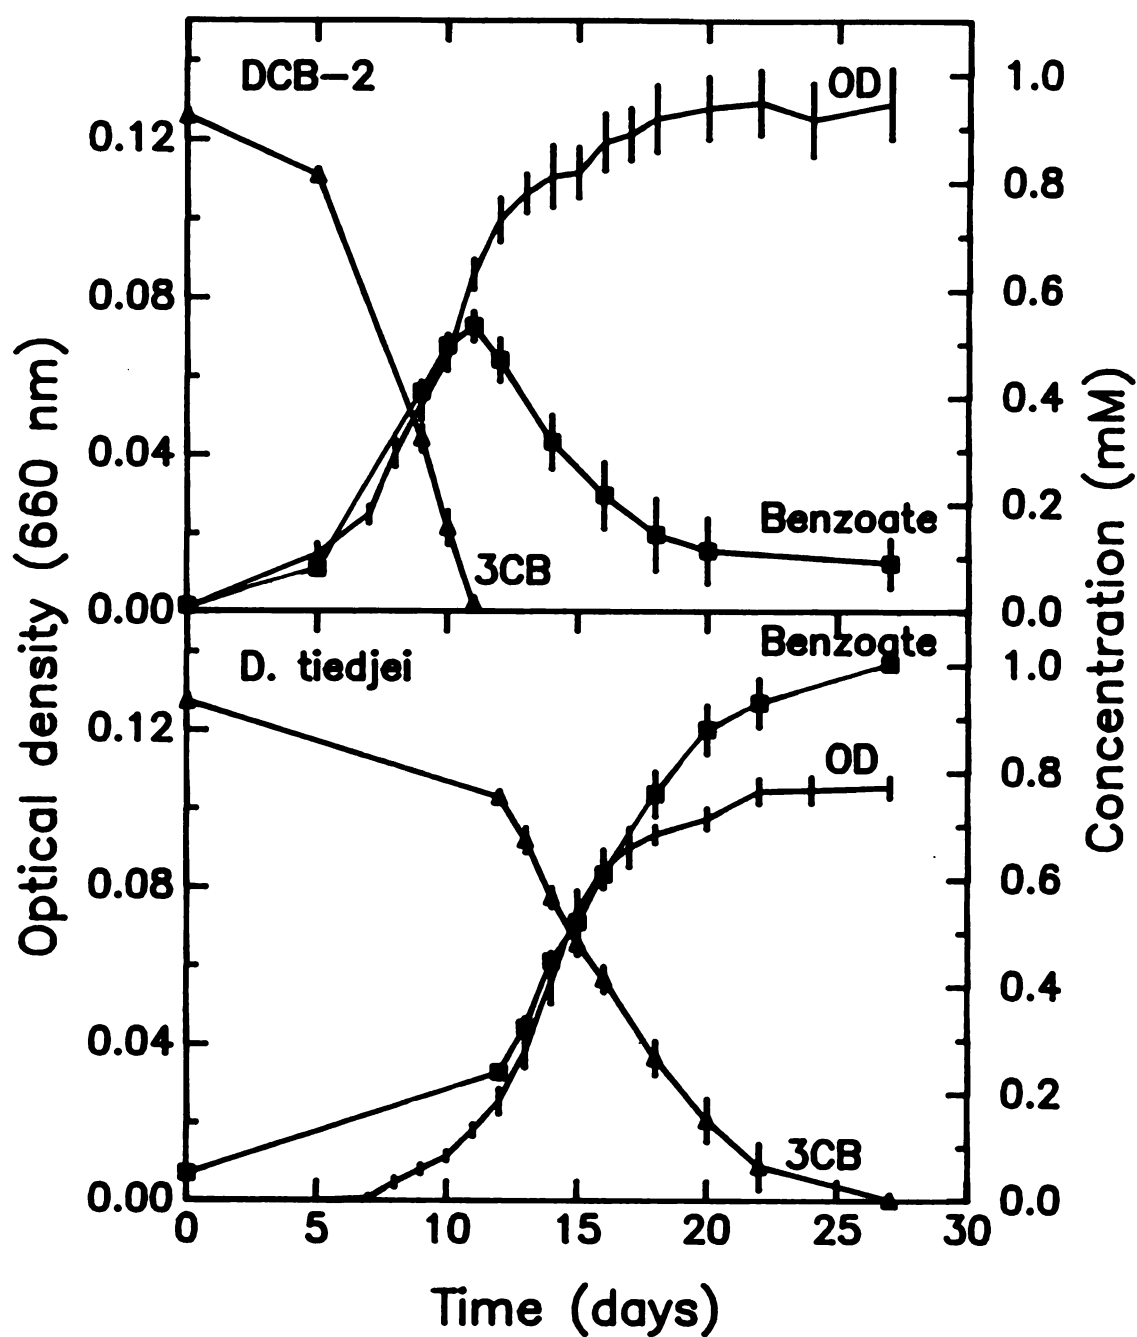 DCB-2
OD
1.0
0.12
0.8
0.08
0.6
0.4
0.04
Benzoate
0.2
3CB
0.00
0.0
Optical density (660 nm)
Concentration (mM)
Benzoate
D. tiedjei
1.0
0.12
OD
0.8
0.08
0.6
0.4
0.04
0.2
3CB
0.00
0.0
0 5 10 15 20 25 30
Time (days)